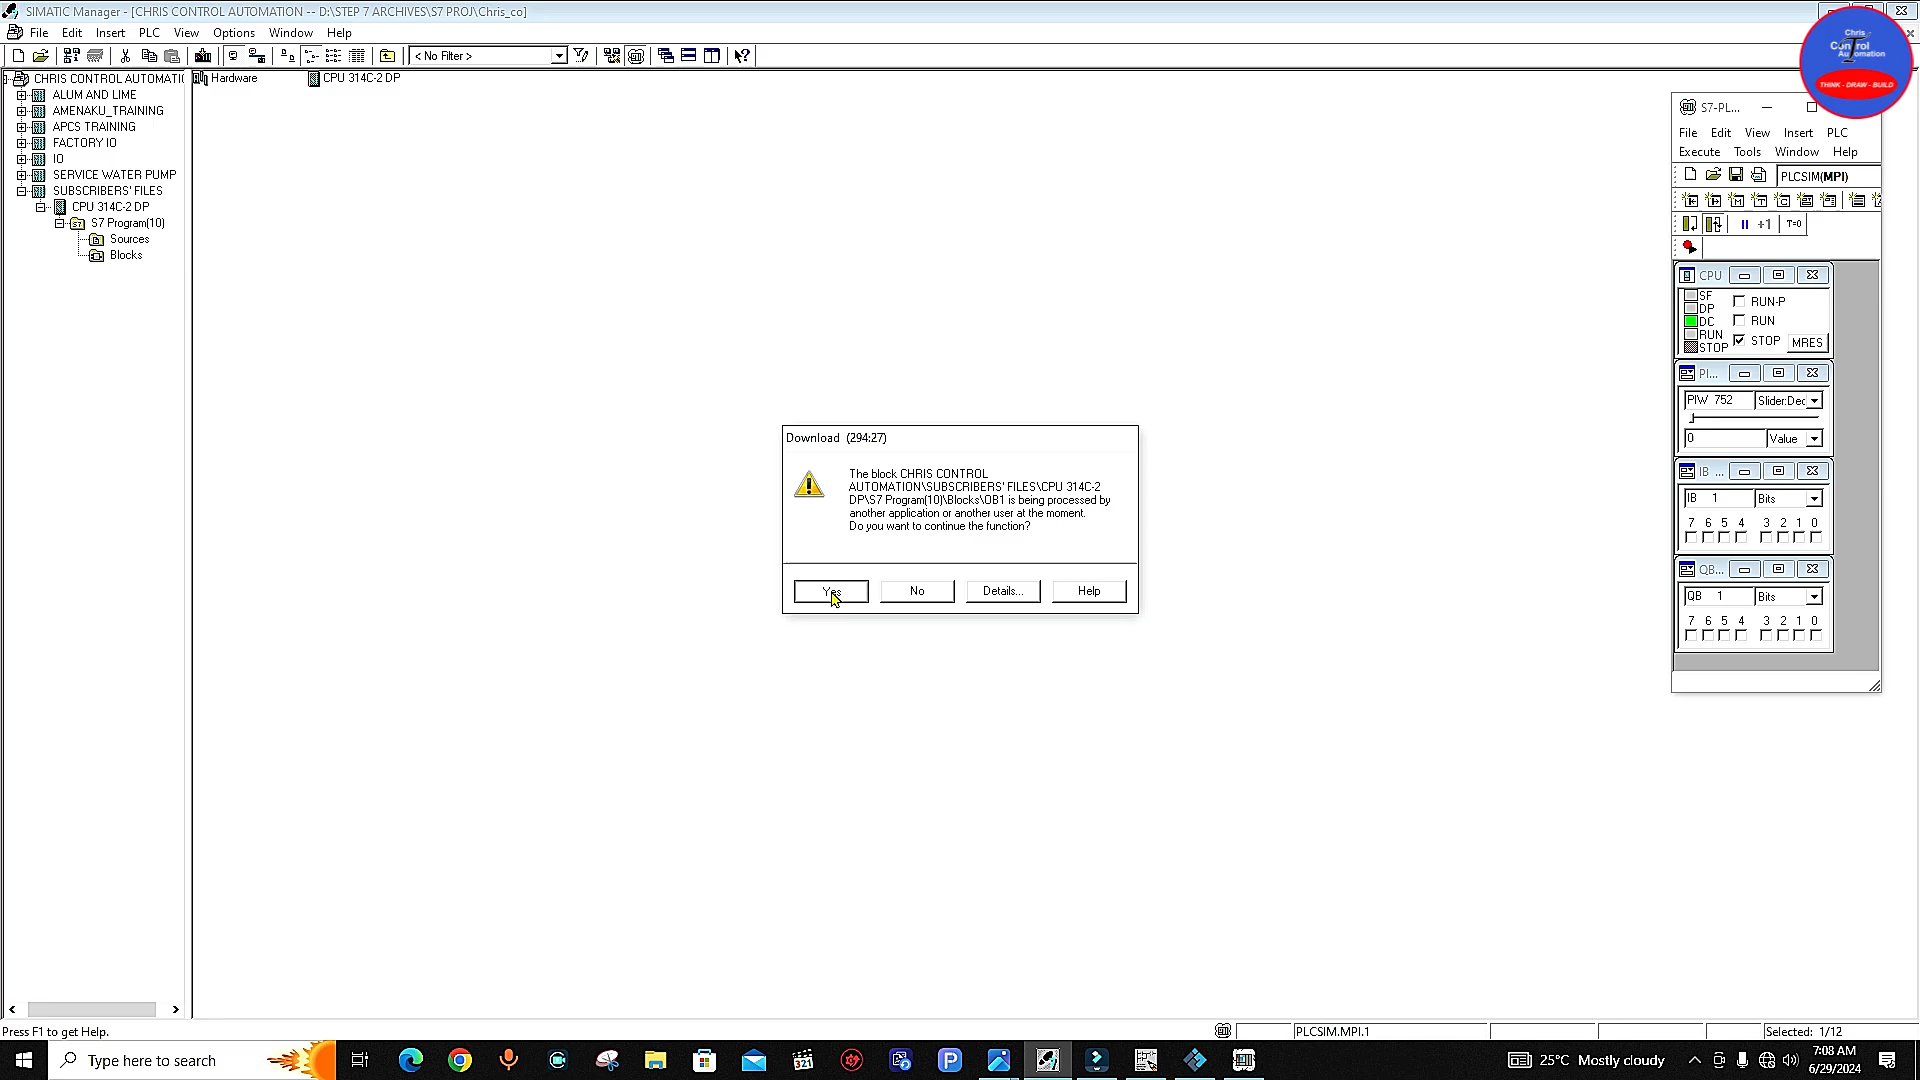 SIMATIC Manager - [CHRIS CONTROL AUTOMATION -- D:\STEP 7 ARCHIVES\S7 PROJ\Chris_co]
File Edit Insert PLC View Options Window Help
< No Filter >
CHRIS CONTROL AUTOMATIC
ALUM AND LIME
AMENAKU_TRAINING
APCS TRAINING
FACTORY IO
IO
SERVICE WATER PUMP
SUBSCRIBERS' FILES
CPU 314C-2 DP
S7 Program(10)
Sources
Blocks
Hardware CPU 314C-2 DP
Chris
Control
Automation
THINK - DRAW - BUILD
S7-PL...
File Edit View Insert PLC
Execute Tools Window Help
PLCSIM(MPI)
+1 T=0
CPU
SF
DP
DC
RUN
STOP
RUN-P
RUN
STOP MRES
PI...
PIW 752 Slider:Dec
0 Value
IB ...
IB 1 Bits
7 6 5 4 3 2 1 0
QB...
QB 1 Bits
7 6 5 4 3 2 1 0
Download (294:27)
The block CHRIS CONTROL
AUTOMATION\SUBSCRIBERS' FILES\CPU 314C-2
DP\S7 Program(10)\Blocks\OB1 is being processed by
another application or another user at the moment.
Do you want to continue the function?
Yes No Details... Help
Press F1 to get Help.
PLCSIM.MPI.1
Selected: 1/12
Type here to search
25°C Mostly cloudy
7:08 AM
6/29/2024